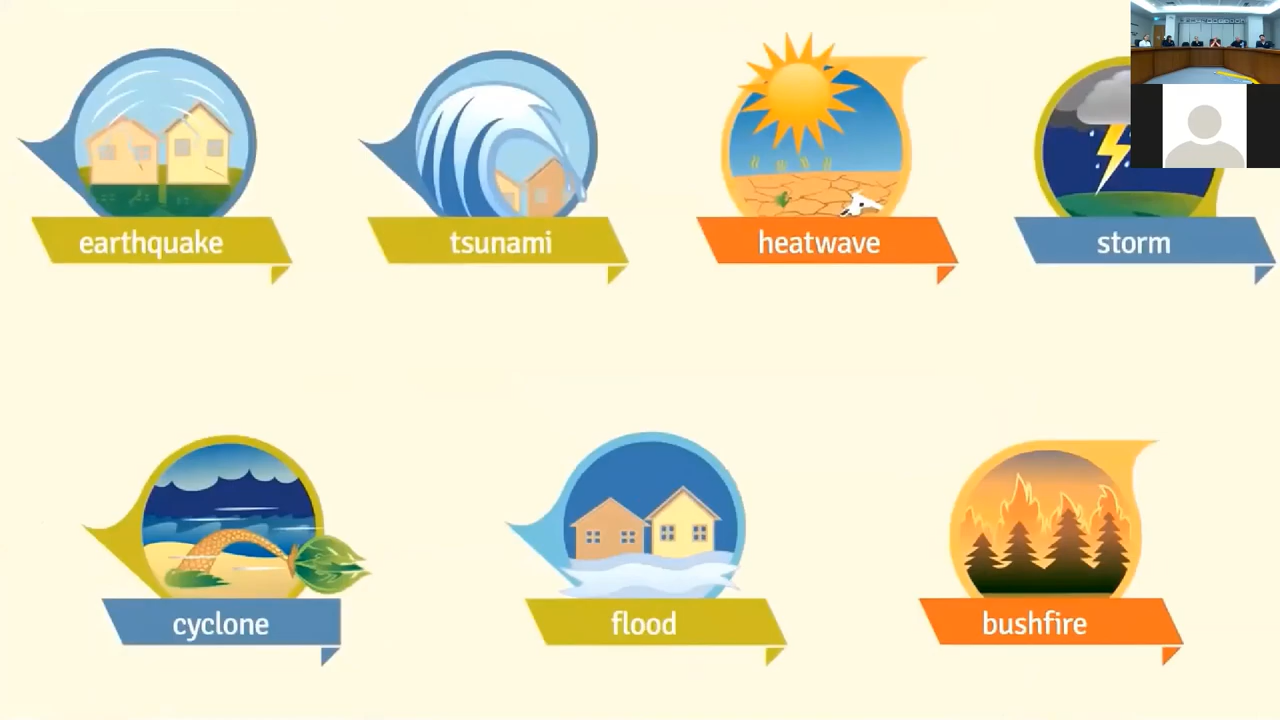 earthquake
tsunami
heatwave
storm
cyclone
flood
bushfire